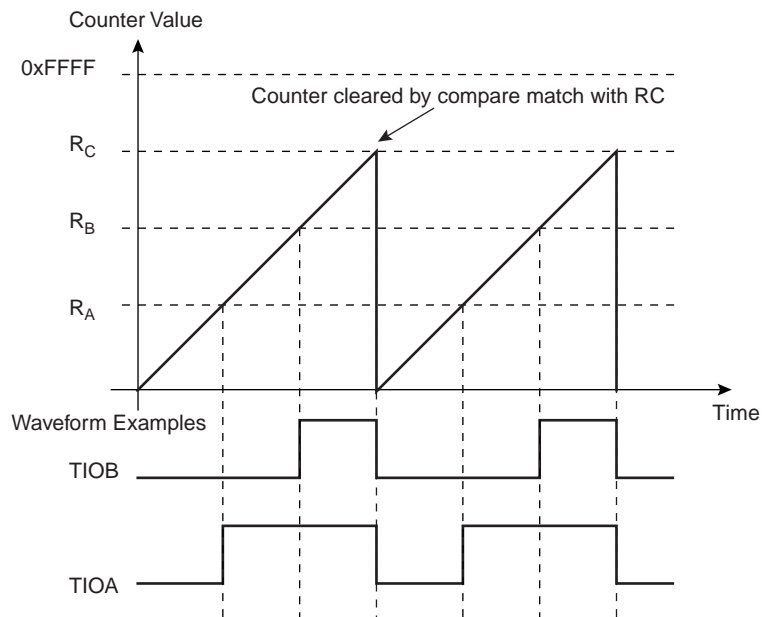 Counter Value
0xFFFF
Counter cleared by compare match with RC
RC
RB
RA
Time
Waveform Examples
TIOB
TIOA